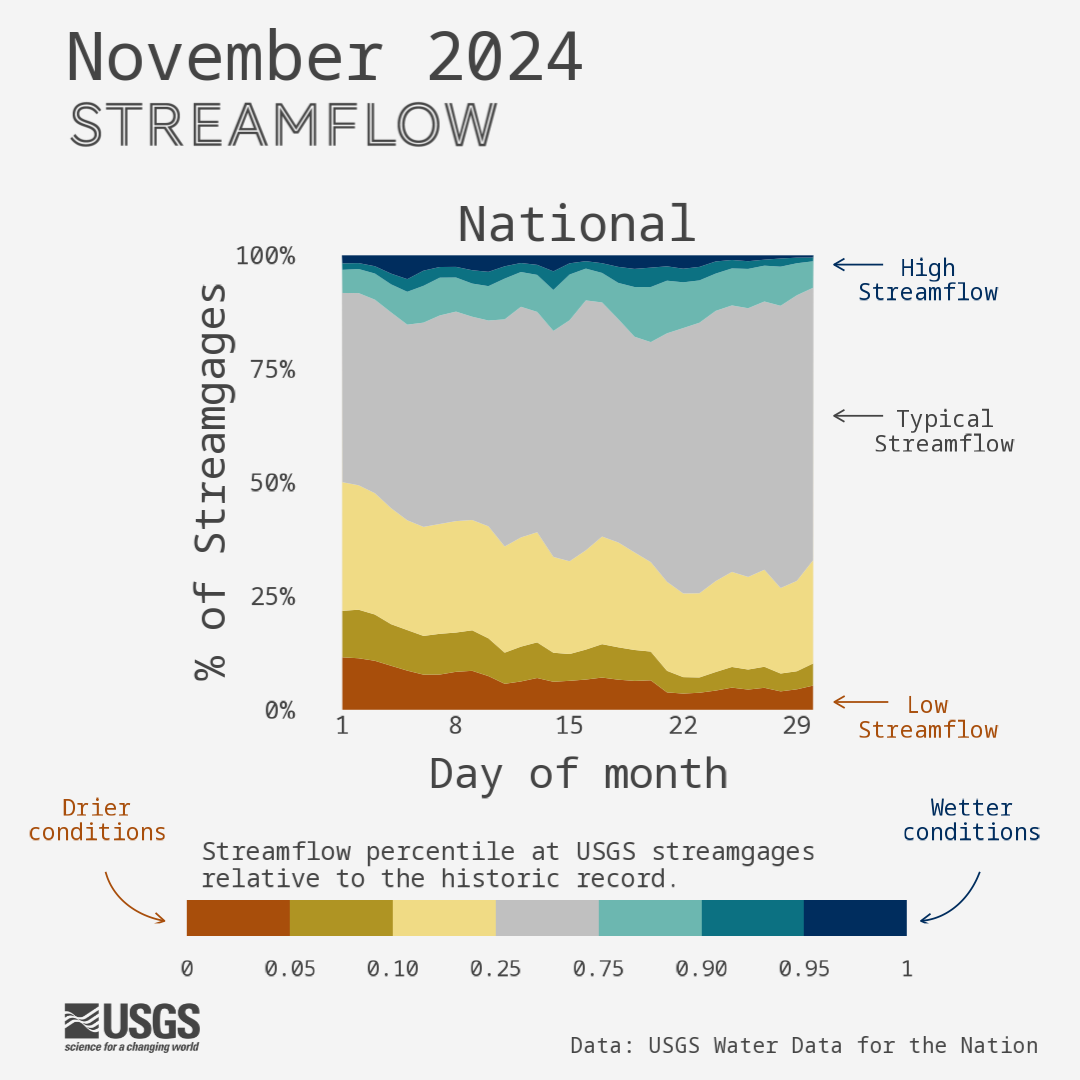 November 2024
STREAMFLOW
National
% of Streamgages
100%
75%
50%
25%
0%
1 8 15 22 29
Day of month
High
Streamflow
Typical
Streamflow
Low
Streamflow
Drier
conditions
Wetter
conditions
Streamflow percentile at USGS streamgages
relative to the historic record.
0 0.05 0.10 0.25 0.75 0.90 0.95 1
USGS
science for a changing world
Data: USGS Water Data for the Nation